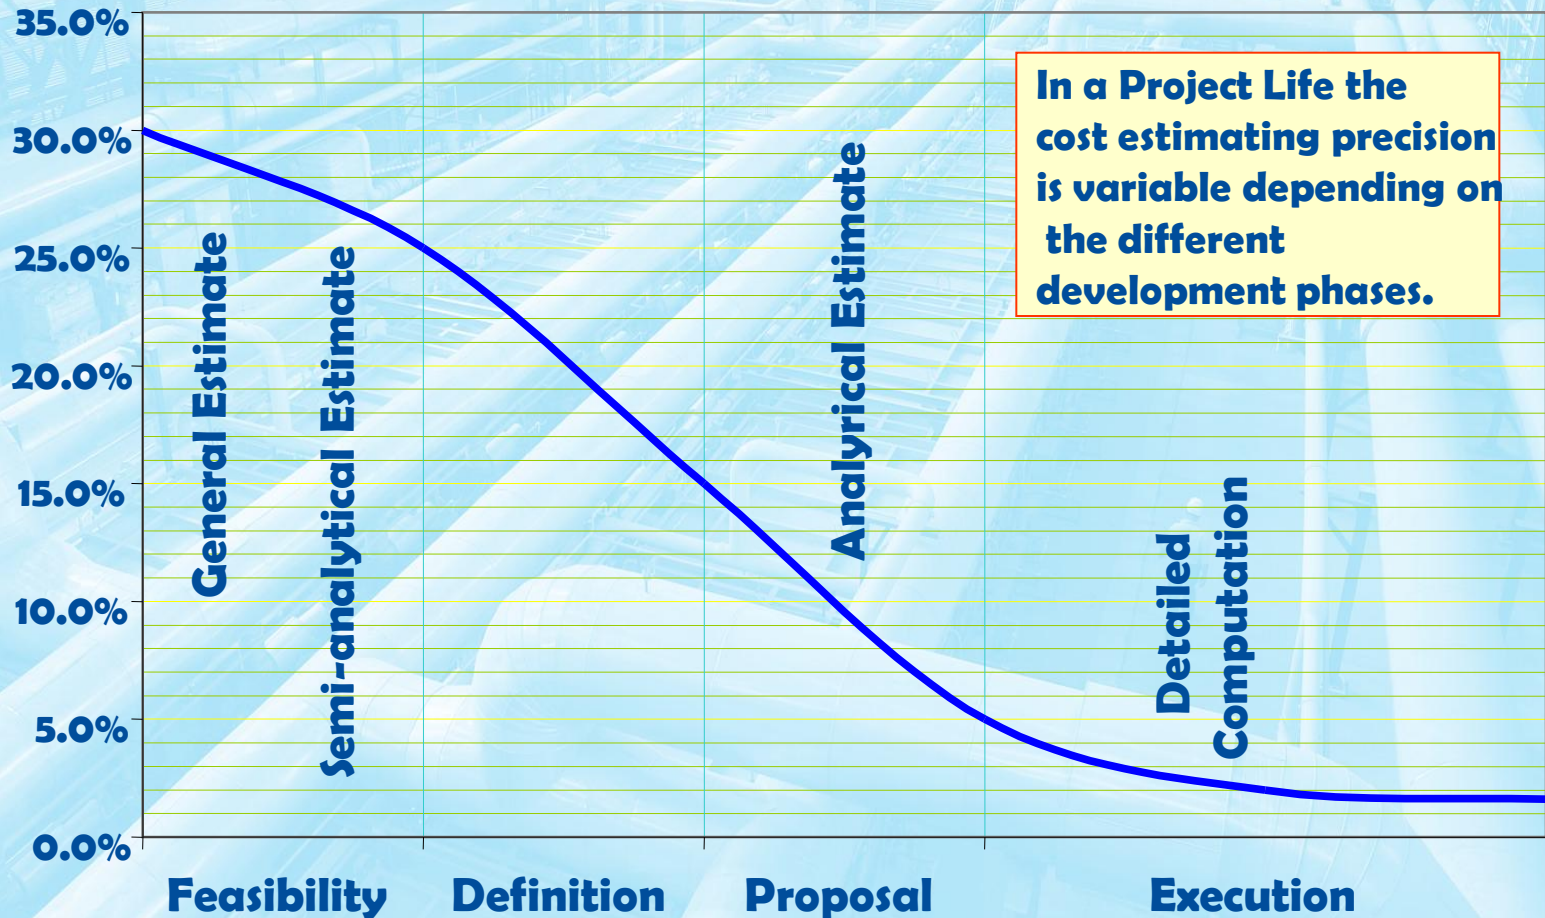 35.0%
30.0%
25.0%
20.0%
15.0%
10.0%
5.0%
0.0%
General Estimate
Semi-analytical Estimate
Analyrical Estimate
Detailed
Computation
In a Project Life the
cost estimating precision
is variable depending on
the different
development phases.
Feasibility
Definition
Proposal
Execution